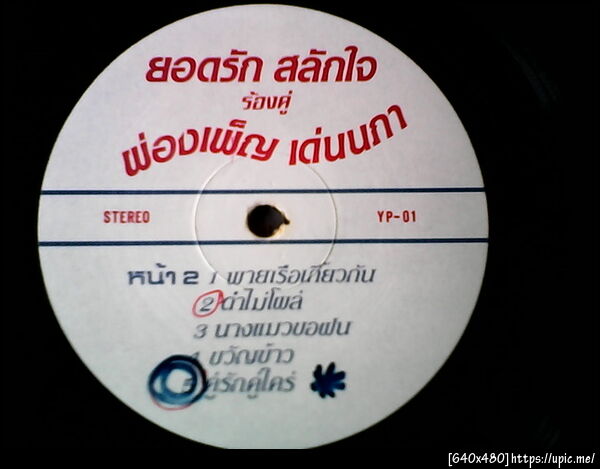 ยอดรัก สลักใจ
ร้องคู่
ผ่องเพ็ญ เด่นนภา
STEREO YP-01
หน้า 2 1 พายเรือเกี้ยวกัน
2 ดำไม่โผล่
3 นางแมวขอฝน
4 ขวัญข้าว
5 คู่รักคู่ใคร่
[640x480]https://upic.me/